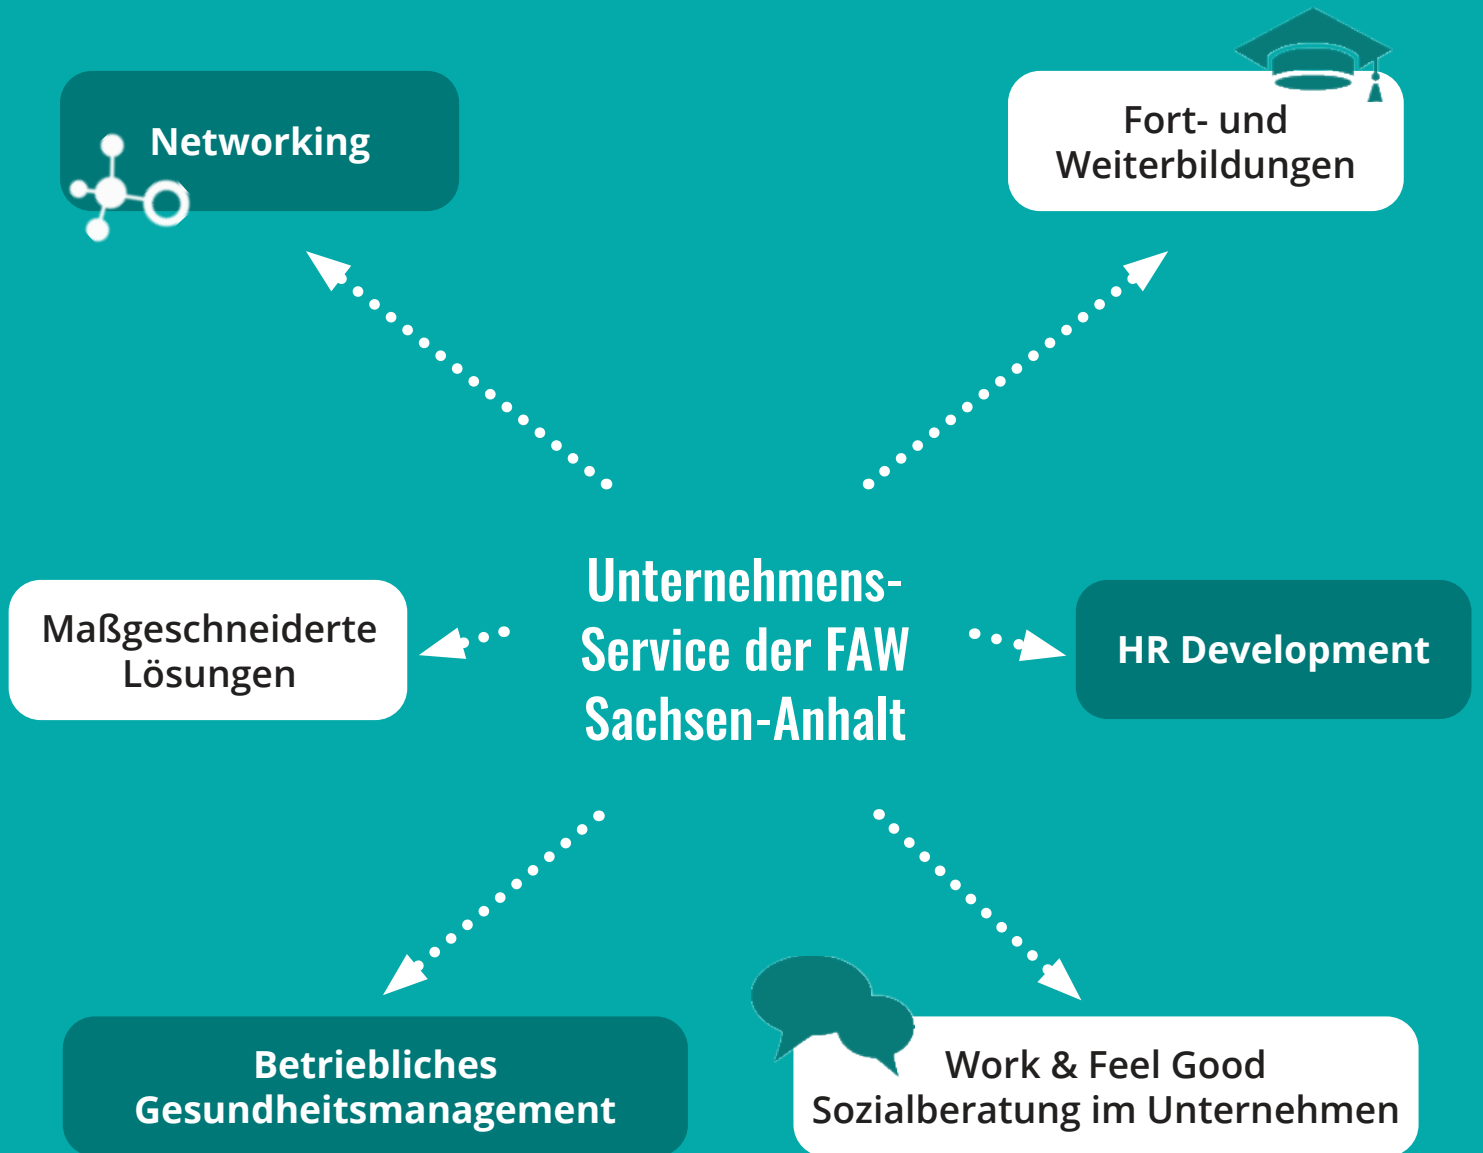 Networking
Fort- und
Weiterbildungen
Unternehmens-
Service der FAW
Sachsen-Anhalt
Maßgeschneiderte
Lösungen
HR Development
Betriebliches
Gesundheitsmanagement
Work & Feel Good
Sozialberatung im Unternehmen